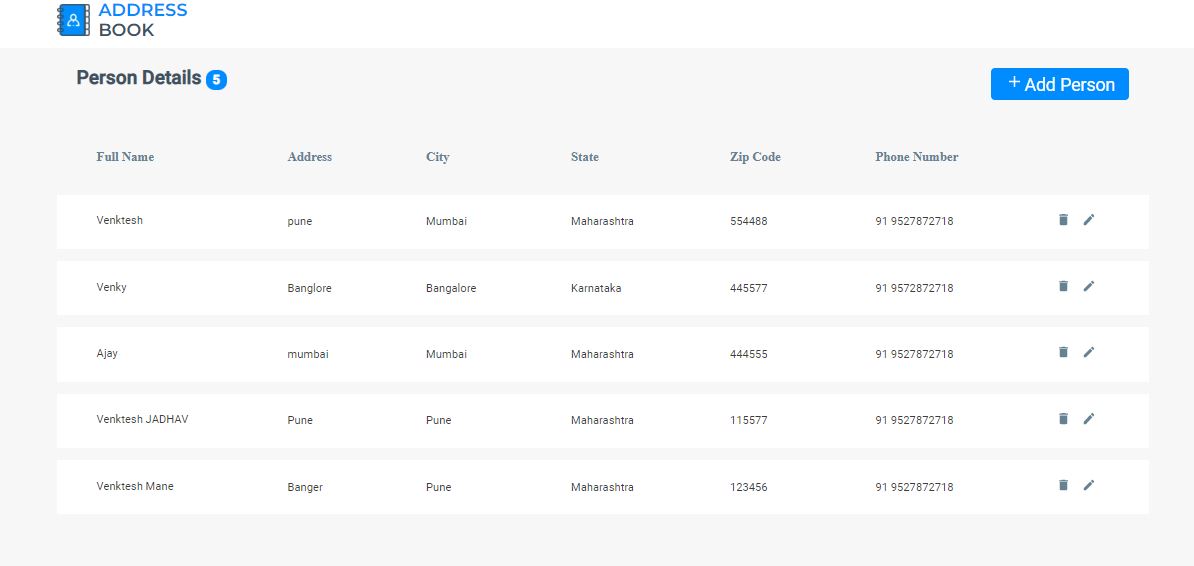 ADDRESS
BOOK
Person Details 5
+ Add Person
Full Name Address City State Zip Code Phone Number
Venktesh pune Mumbai Maharashtra 554488 91 9527872718
Venky Banglore Bangalore Karnataka 445577 91 9572872718
Ajay mumbai Mumbai Maharashtra 444555 91 9527872718
Venktesh JADHAV Pune Pune Maharashtra 115577 91 9527872718
Venktesh Mane Banger Pune Maharashtra 123456 91 9527872718